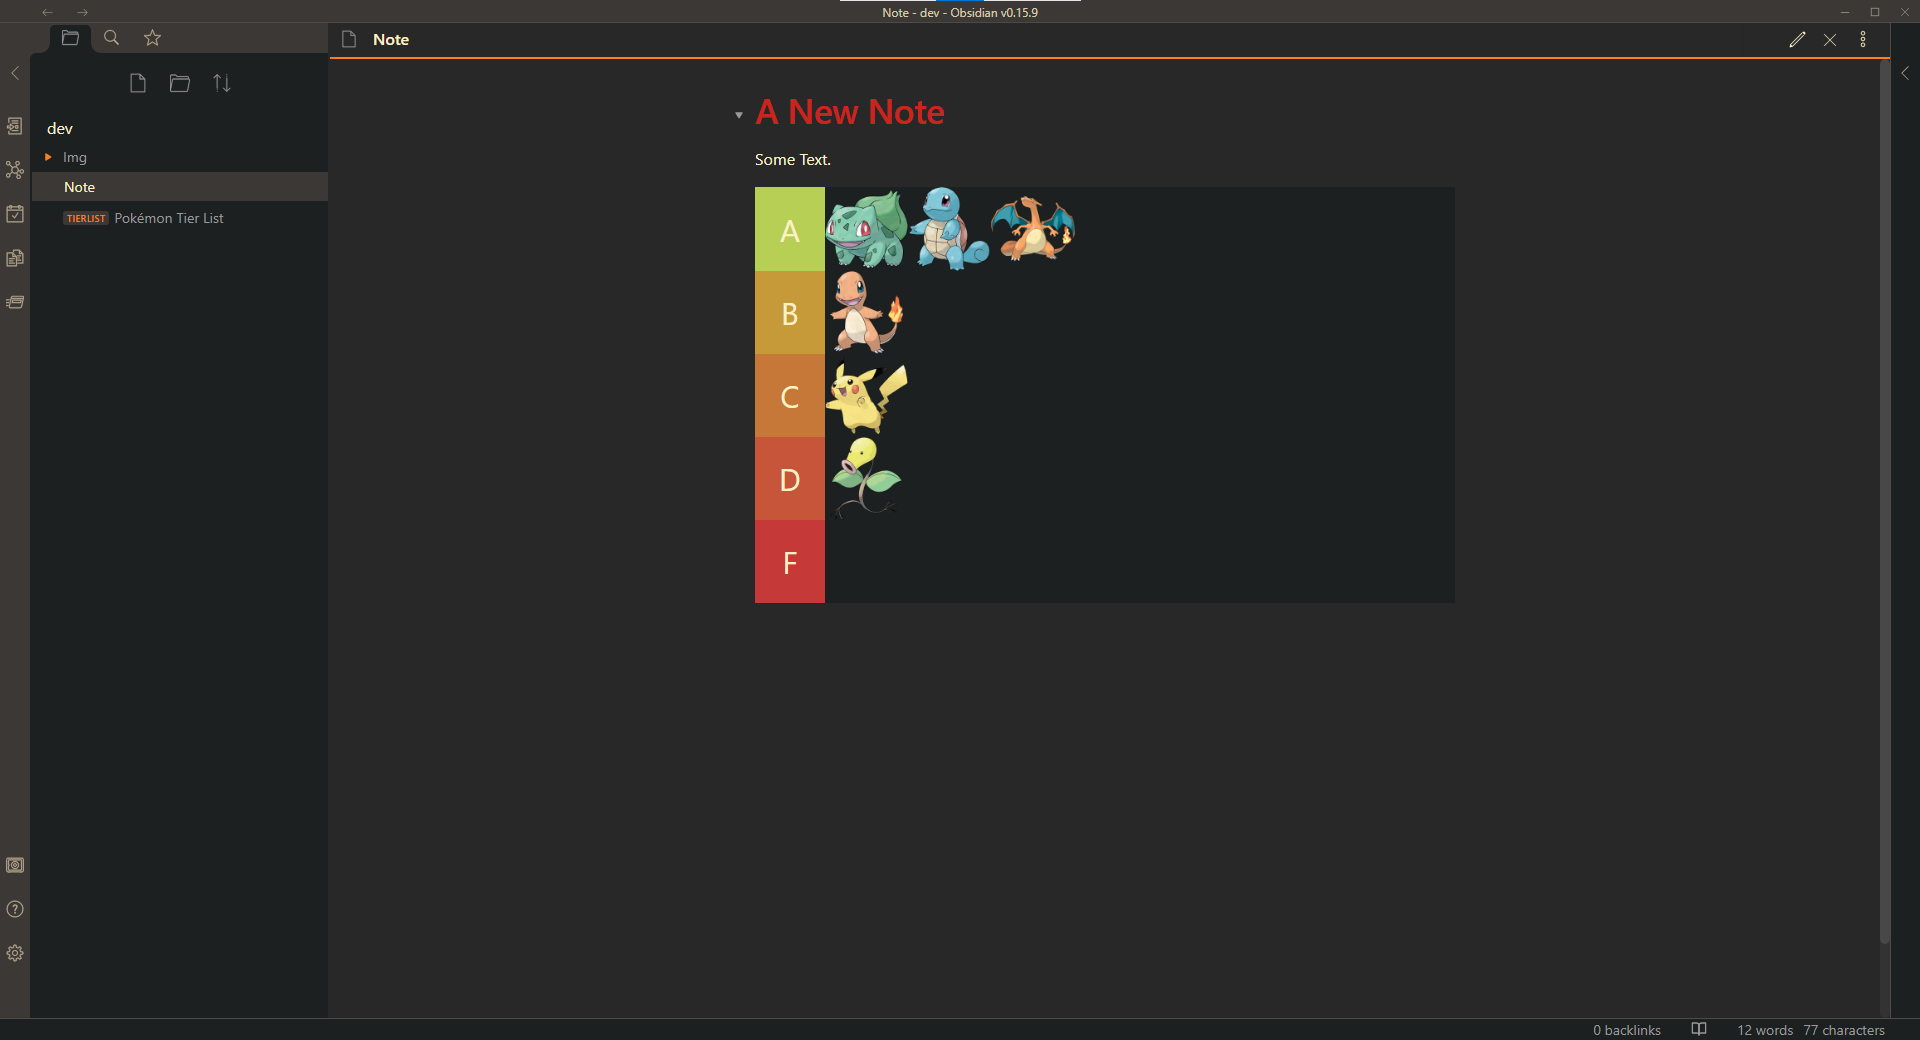 Note - dev - Obsidian v0.15.9
Note
dev
Img
Note
TIERLIST Pokémon Tier List
A New Note
Some Text.
A
B
C
D
F
0 backlinks 12 words 77 characters